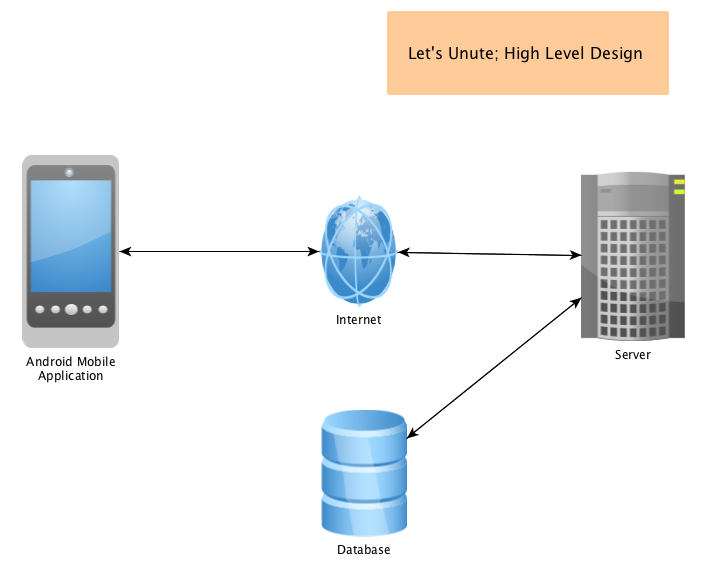 Let's Unute; High Level Design
Internet
Server
Android Mobile
Application
Database